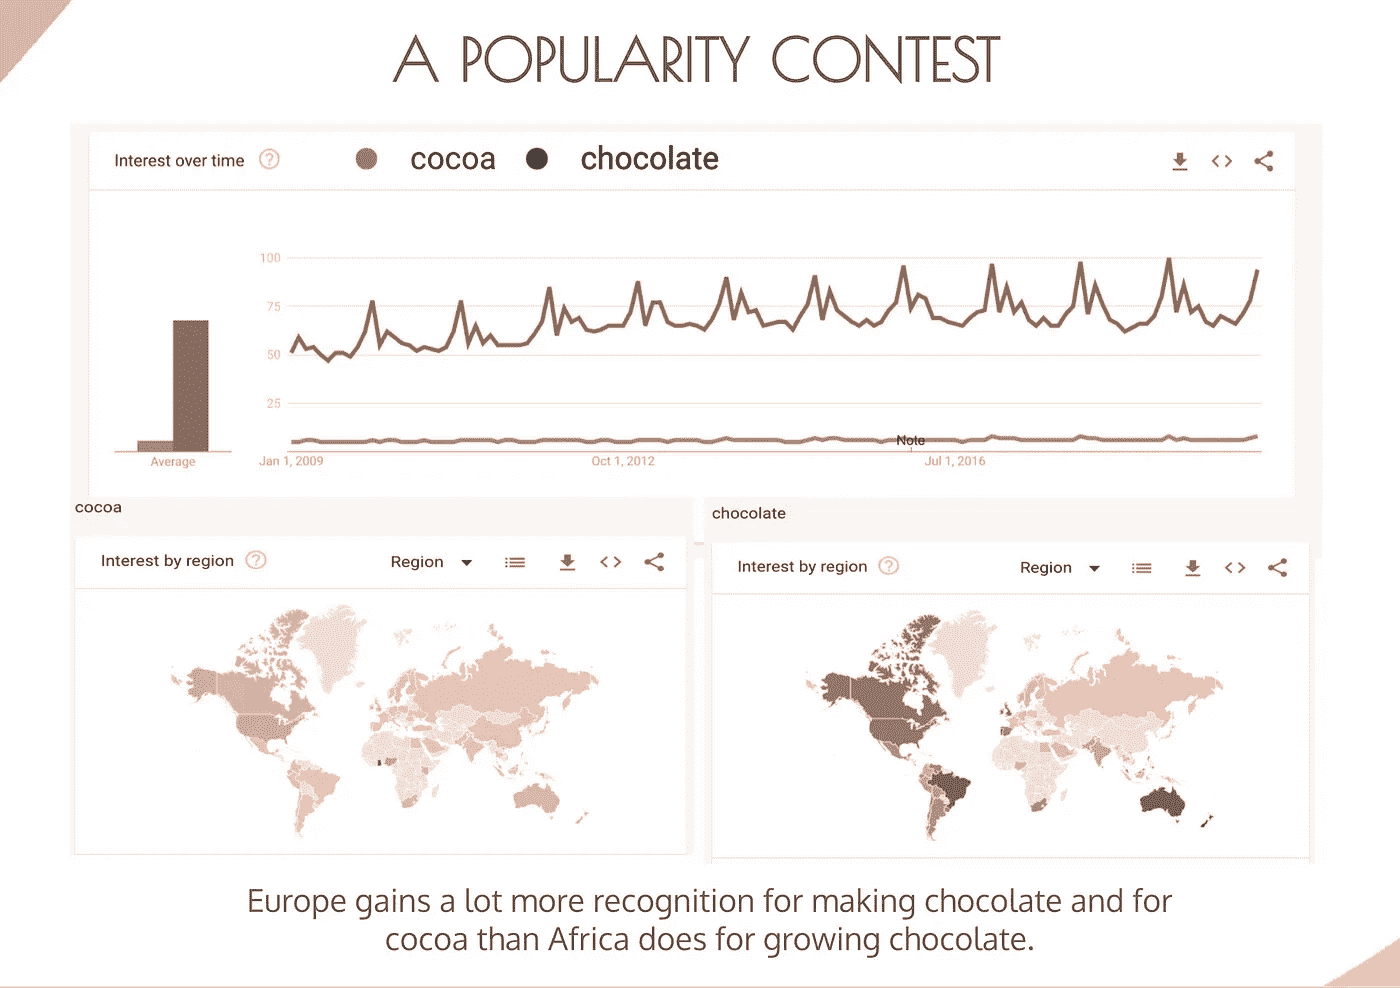 A POPULARITY CONTEST
Interest over time ?
cocoa
chocolate
100
75
50
25
Note
Average
Jan 1, 2009
Oct 1, 2012
Jul 1, 2016
cocoa
chocolate
Interest by region ?
Region
Interest by region ?
Region
Europe gains a lot more recognition for making chocolate and for
cocoa than Africa does for growing chocolate.